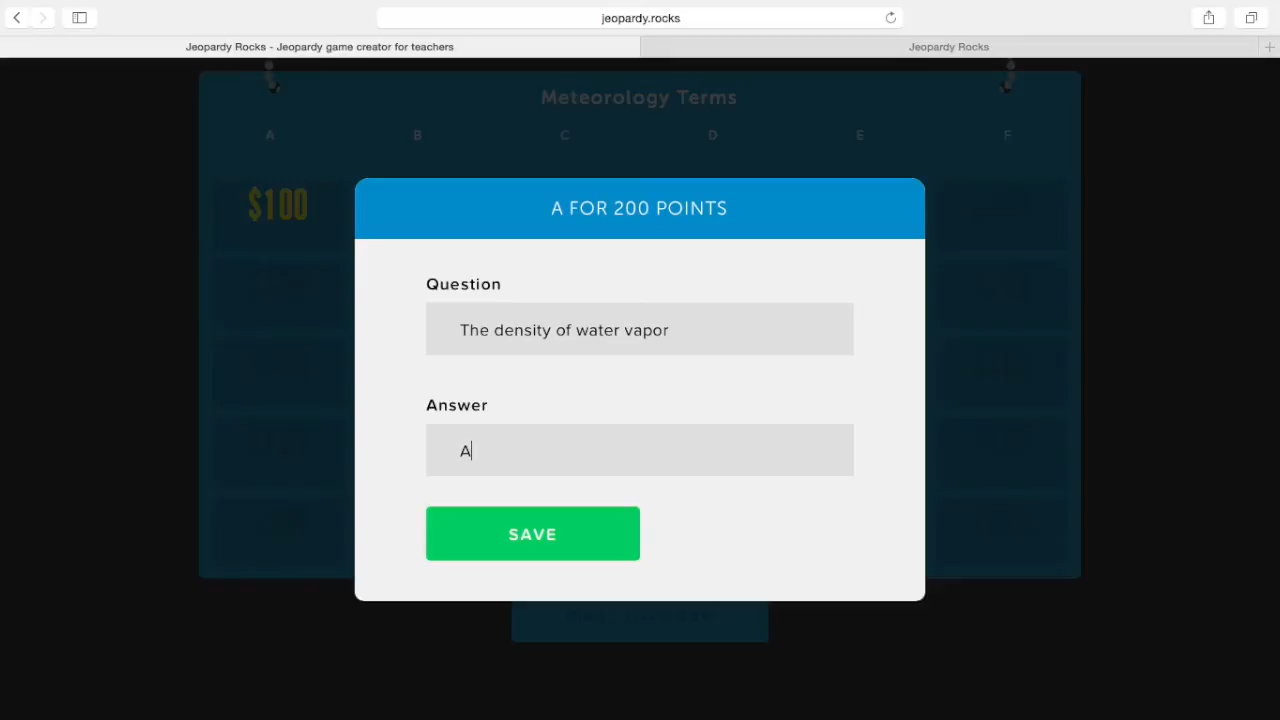 jeopardy.rocks
Jeopardy Rocks - Jeopardy game creator for teachers
Jeopardy Rocks
Meteorology Terms
A B C D E F
$100
A FOR 200 POINTS
Question
The density of water vapor
Answer
A
SAVE